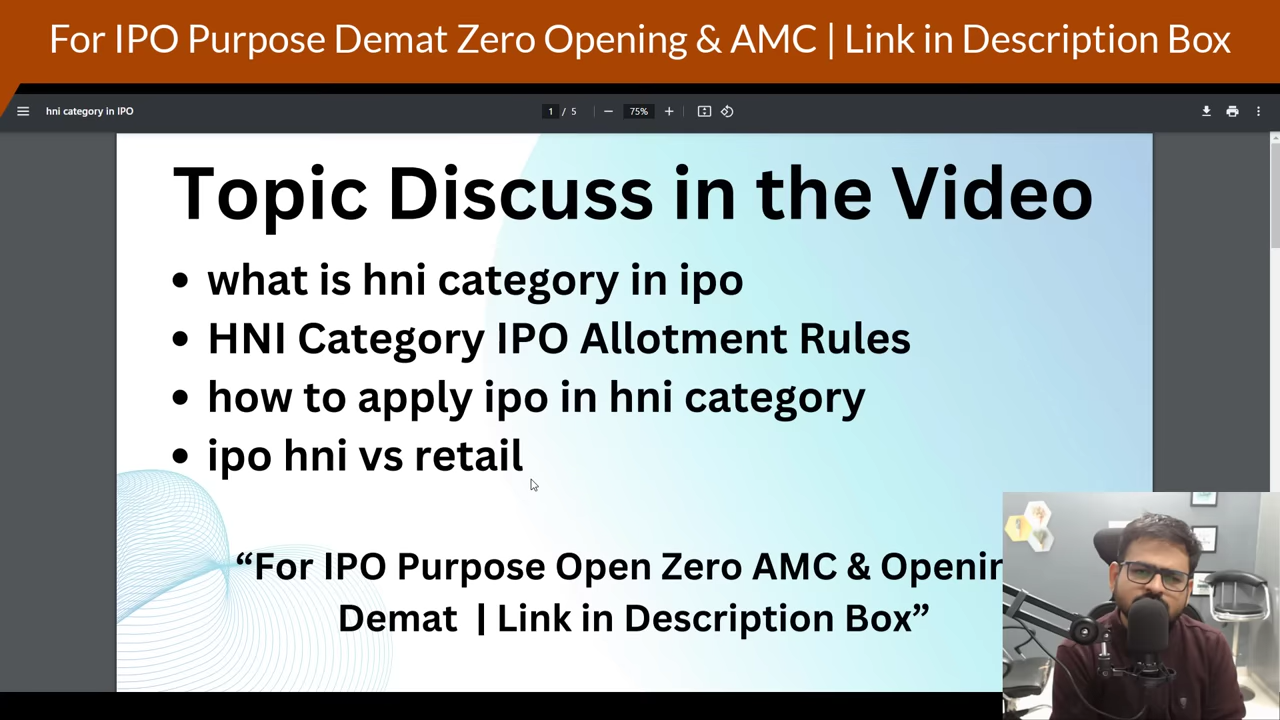 For IPO Purpose Demat Zero Opening & AMC | Link in Description Box
hni category in IPO
1 / 5
75%
Topic Discuss in the Video
• what is hni category in ipo
• HNI Category IPO Allotment Rules
• how to apply ipo in hni category
• ipo hni vs retail
“For IPO Purpose Open Zero AMC & Openin
Demat | Link in Description Box”